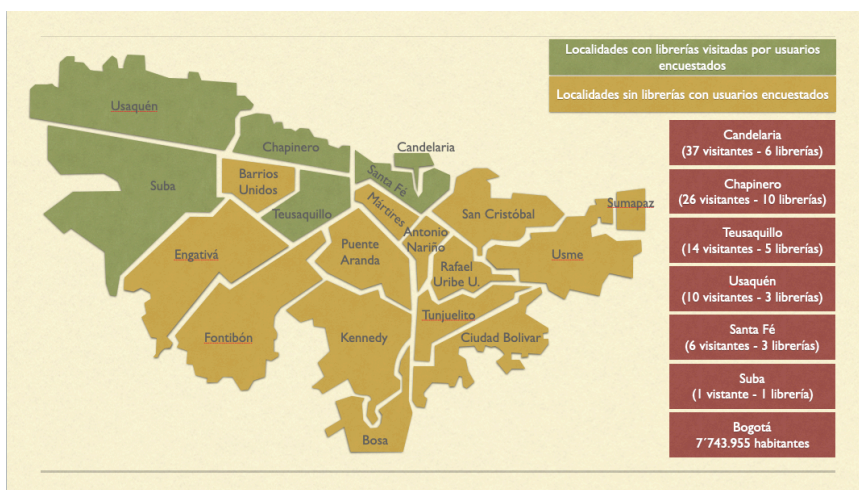 Localidades con librerías visitadas por usuarios
encuestados
Localidades sin librerías con usuarios encuestados
Usaquén
Chapinero
Candelaria
Suba
Barrios
Unidos
Santa Fé
Teusaquillo
Mártires
San Cristóbal
Sumapaz
Antonio
Nariño
Puente
Aranda
Engativá
Usme
Rafael
Uribe U.
Tunjuelito
Fontibón
Kennedy
Ciudad Bolivar
Bosa
Candelaria
(37 visitantes - 6 librerías)
Chapinero
(26 visitantes - 10 librerías)
Teusaquillo
(14 visitantes - 5 librerías)
Usaquén
(10 visitantes - 3 librerías)
Santa Fé
(6 visitantes - 3 librerías)
Suba
(1 vistante - 1 librería)
Bogotá
7´743.955 habitantes